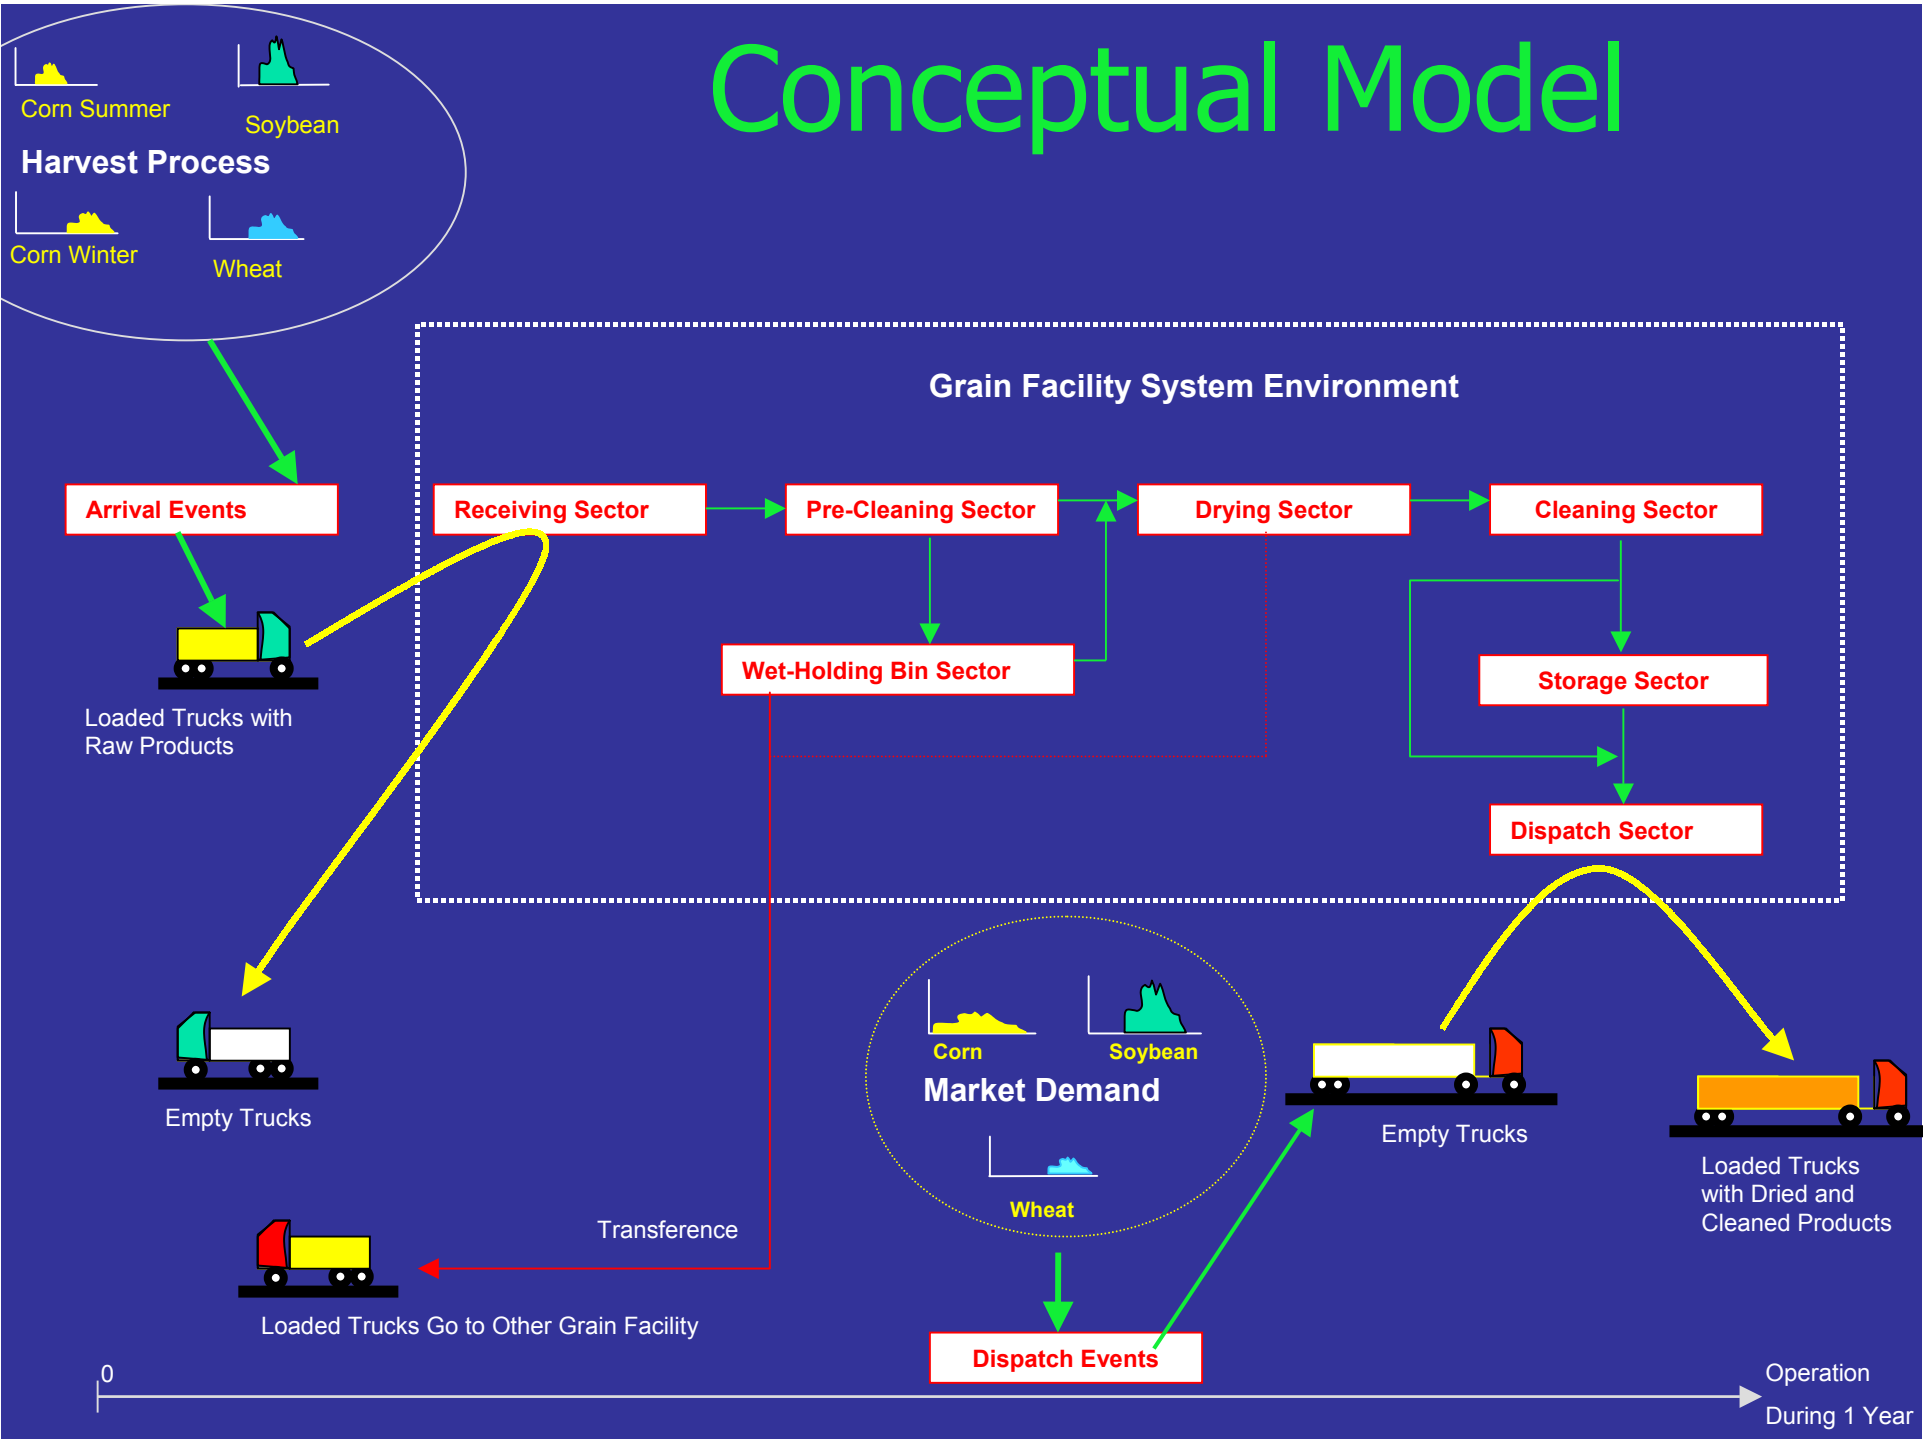 Conceptual Model
Corn Summer
Soybean
Harvest Process
Corn Winter
Wheat
Grain Facility System Environment
Arrival Events
Receiving Sector
Pre-Cleaning Sector
Drying Sector
Cleaning Sector
Wet-Holding Bin Sector
Storage Sector
Loaded Trucks with
Raw Products
Dispatch Sector
Corn
Soybean
Market Demand
Wheat
Empty Trucks
Empty Trucks
Loaded Trucks
with Dried and
Cleaned Products
Transference
Loaded Trucks Go to Other Grain Facility
Dispatch Events
0
Operation
During 1 Year